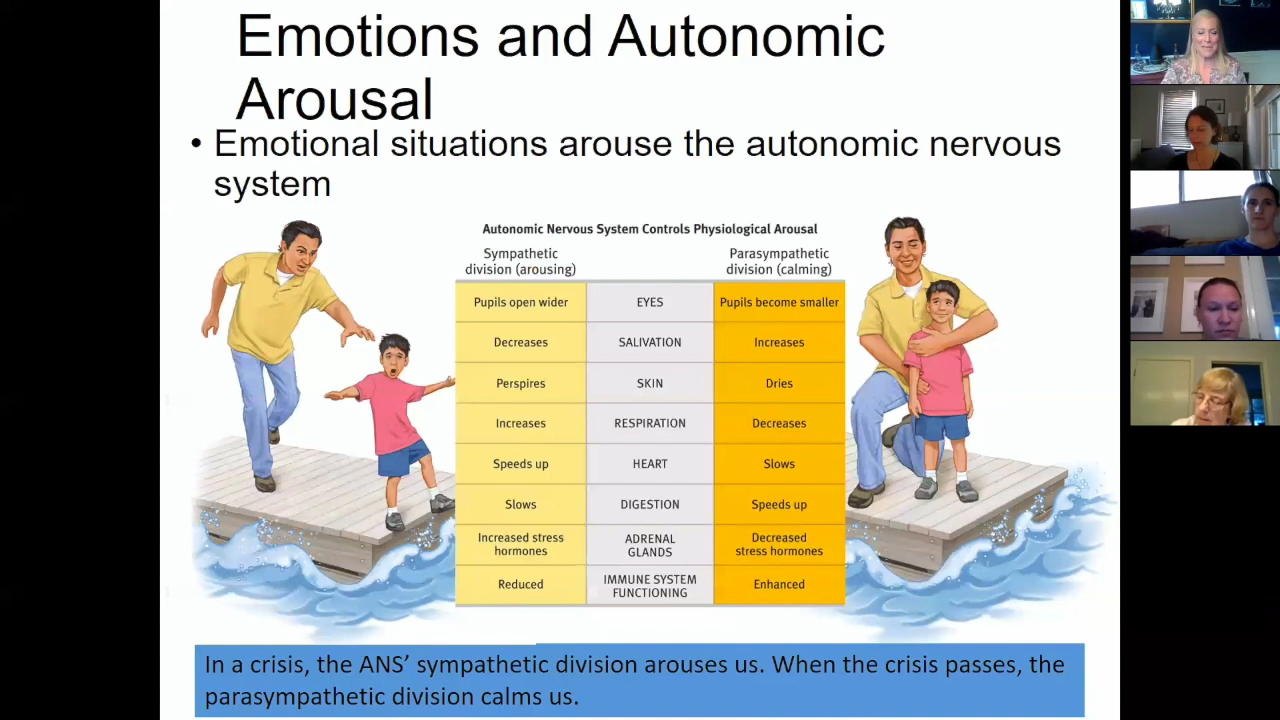 Emotions and Autonomic
Arousal
• Emotional situations arouse the autonomic nervous
system
Autonomic Nervous System Controls Physiological Arousal
Sympathetic
division (arousing)
Parasympathetic
division (calming)
Pupils open wider EYES Pupils become smaller
Decreases SALIVATION Increases
Perspires SKIN Dries
Increases RESPIRATION Decreases
Speeds up HEART Slows
Slows DIGESTION Speeds up
Increased stress
hormones
ADRENAL
GLANDS
Decreased
stress hormones
Reduced
IMMUNE SYSTEM
FUNCTIONING
Enhanced
In a crisis, the ANS’ sympathetic division arouses us. When the crisis passes, the
parasympathetic division calms us.